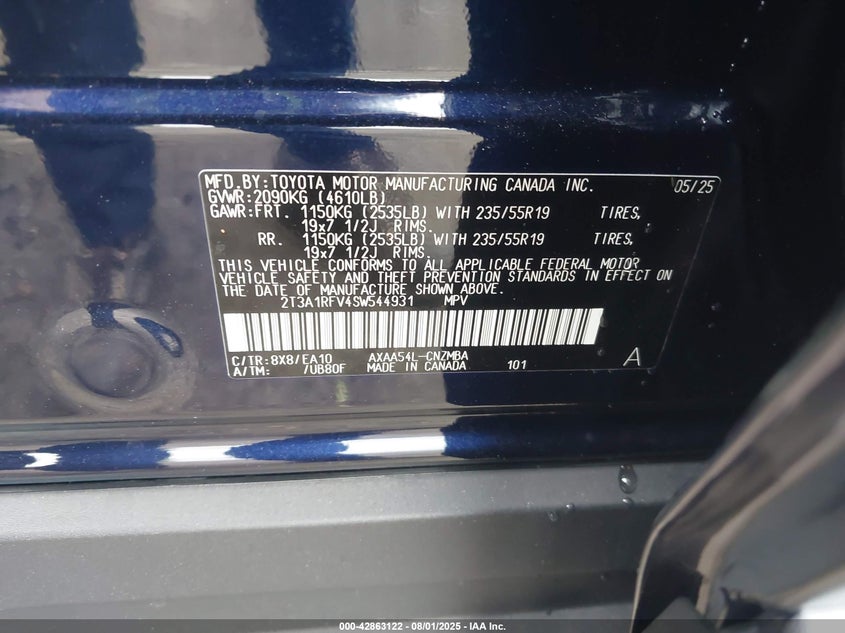 MFD.BY:TOYOTA MOTOR MANUFACTURING CANADA INC. 05/25
GVWR:2090KG (4610LB)
GAWR:FRT. 1150KG (2535LB) WITH 235/55R19 TIRES,
19x7 1/2J RIMS.
RR. 1150KG (2535LB) WITH 235/55R19 TIRES,
19x7 1/2J RIMS.
THIS VEHICLE CONFORMS TO ALL APPLICABLE FEDERAL MOTOR
VEHICLE SAFETY AND THEFT PREVENTION STANDARDS IN EFFECT ON
THE DATE OF MANUFACTURE SHOWN ABOVE.
2T3A1RFV4SW544931 MPV
C/TR:8X8/EA10 AXAA54L-CNZMBA
A/TM: /UB80F MADE IN CANADA 101 A
000-42863122 - 08/01/2025 - IAA Inc.